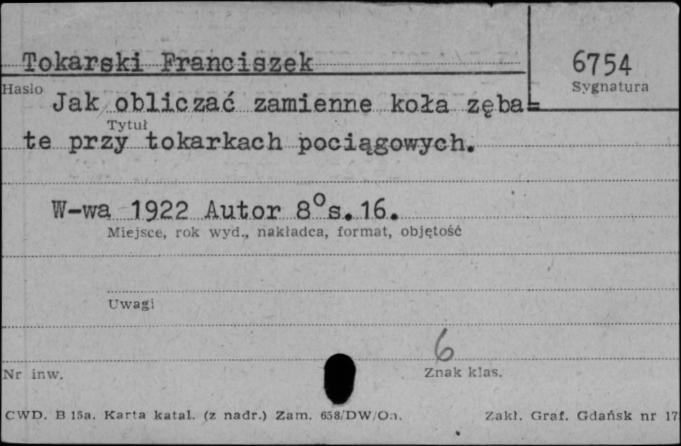 Tokarski Franciszek
6754
Hasło
Sygnatura
Jak obliczać zamienne koła zęba=
Tytuł
te przy tokarkach pociągowych.
W-wa 1922 Autor 8° s. 16.
Miejsce, rok wyd., nakładca, format, objętość
Uwagi
6
Nr inw.
Znak klas.
CWD. B 15a. Karta katal. (z nadr.) Zam. 658/DW/Oa.
Zakł. Graf. Gdańsk nr 17